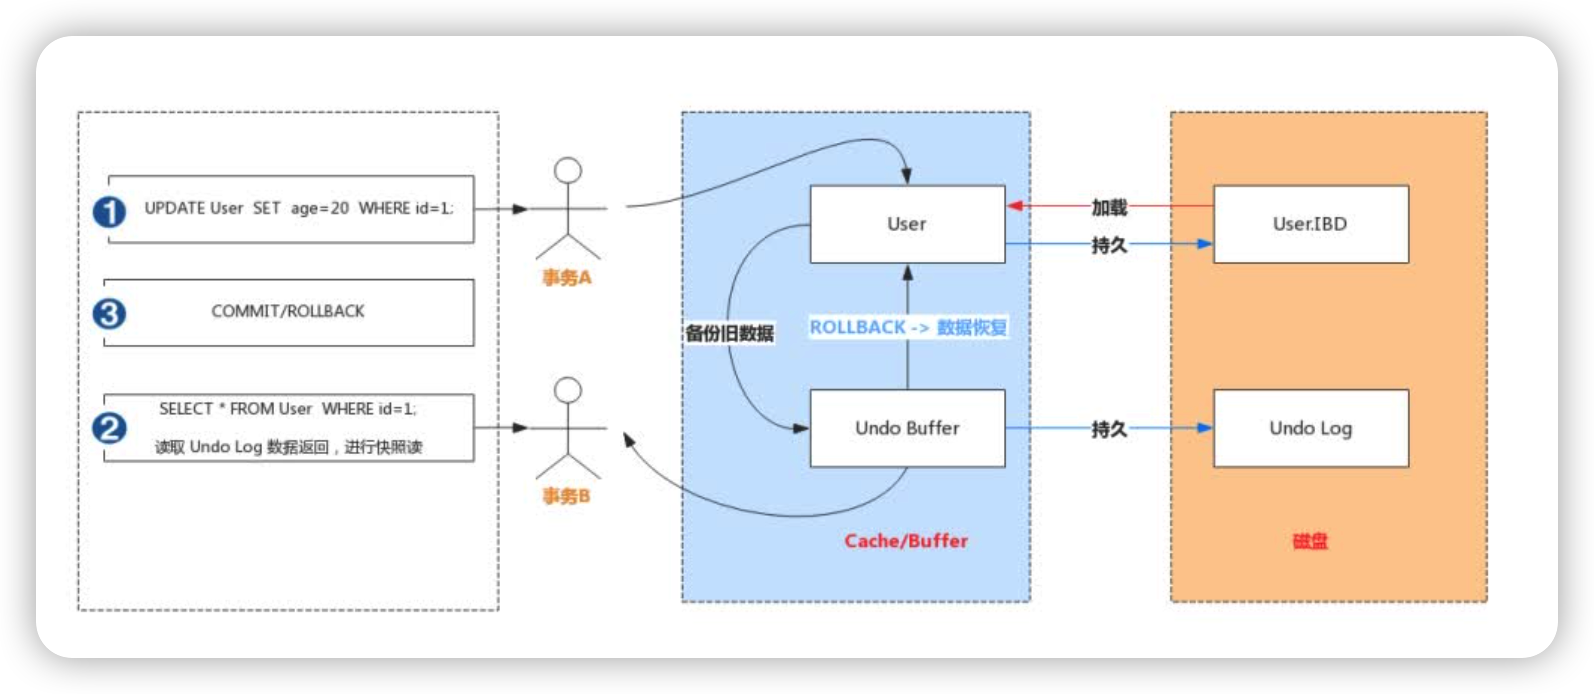 1
UPDATE User SET age=20 WHERE id=1;
事务A
3
COMMIT/ROLLBACK
2
SELECT * FROM User WHERE id=1;
读取 Undo Log 数据返回，进行快照读
事务B
User
备份旧数据
ROLLBACK -> 数据恢复
Undo Buffer
Cache/Buffer
加载
持久
持久
User.IBD
Undo Log
磁盘